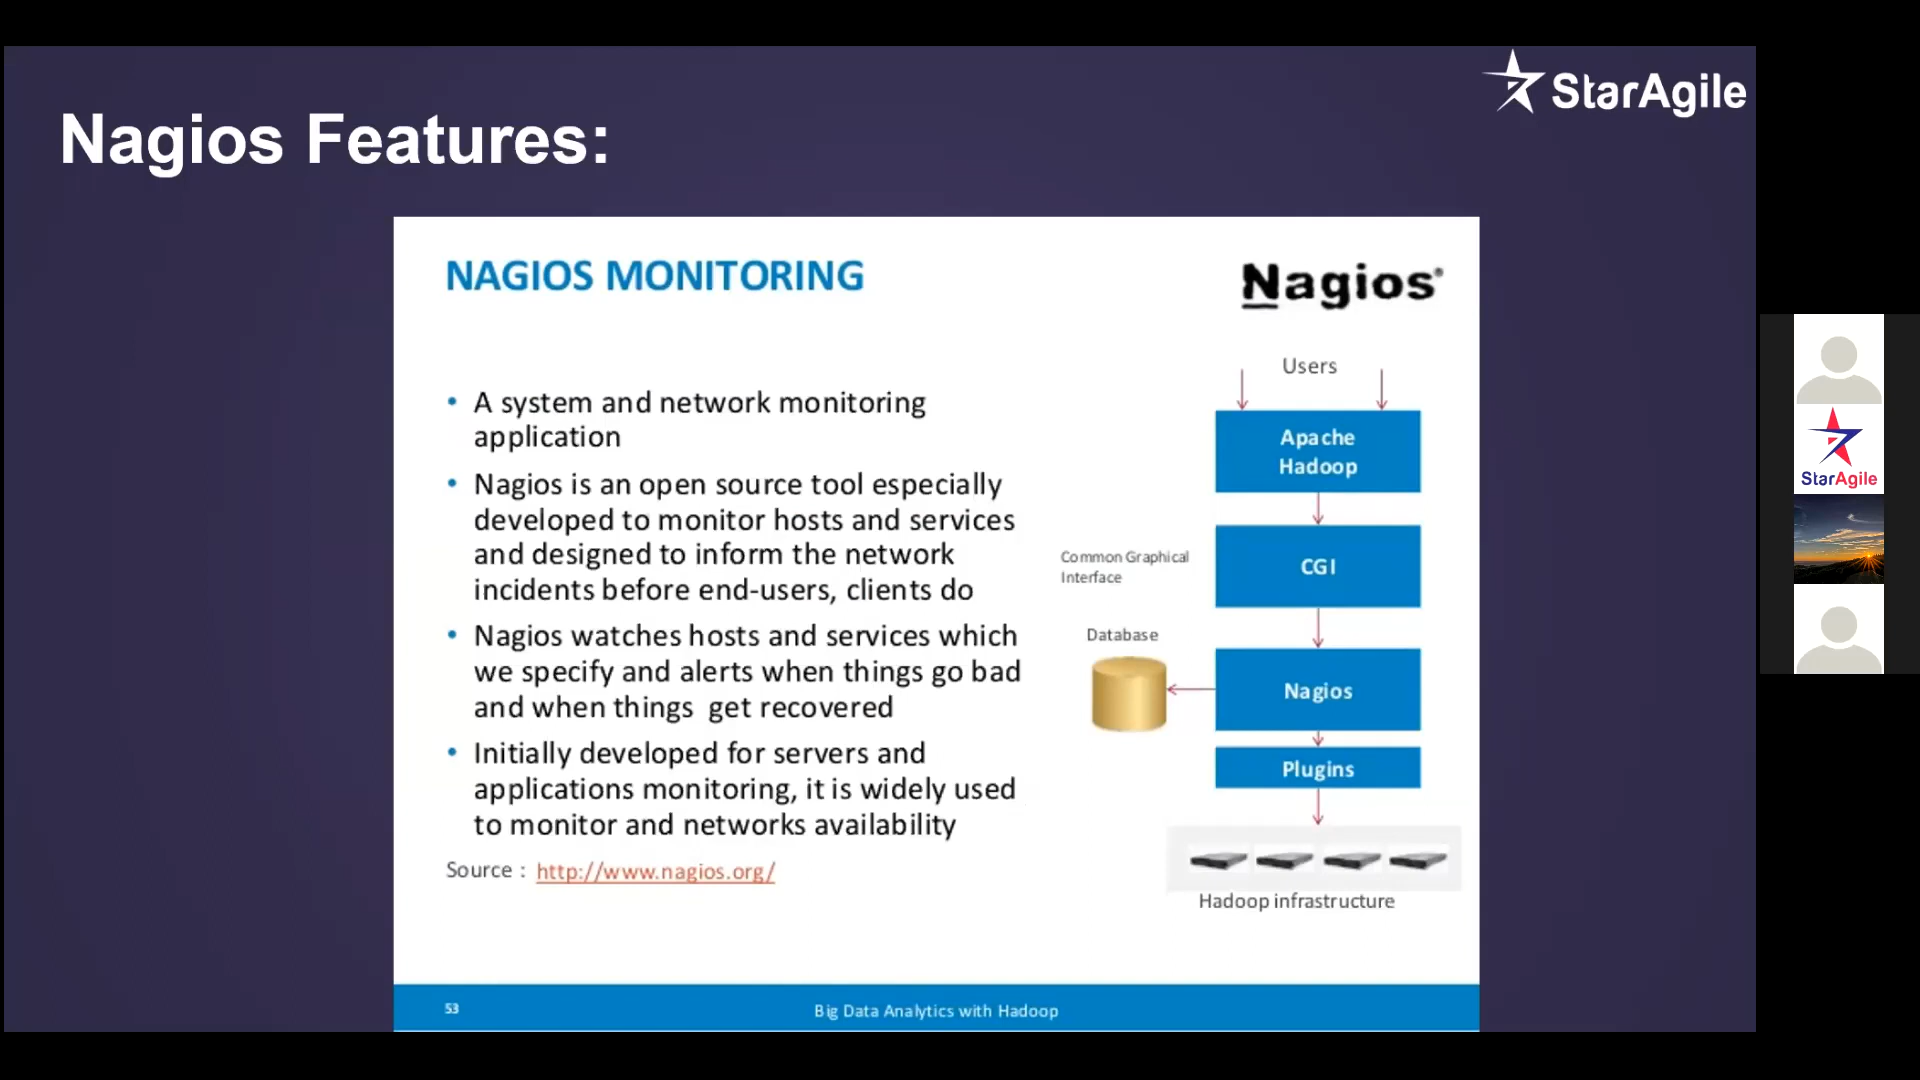 StarAgile
Nagios Features:
NAGIOS MONITORING
Nagios®
• A system and network monitoring
application
• Nagios is an open source tool especially
developed to monitor hosts and services
and designed to inform the network
incidents before end-users, clients do
• Nagios watches hosts and services which
we specify and alerts when things go bad
and when things get recovered
• Initially developed for servers and
applications monitoring, it is widely used
to monitor and networks availability
Source : http://www.nagios.org/
Users
Apache
Hadoop
Common Graphical
Interface
CGI
Database
Nagios
Plugins
Hadoop infrastructure
53
Big Data Analytics with Hadoop
StarAgile